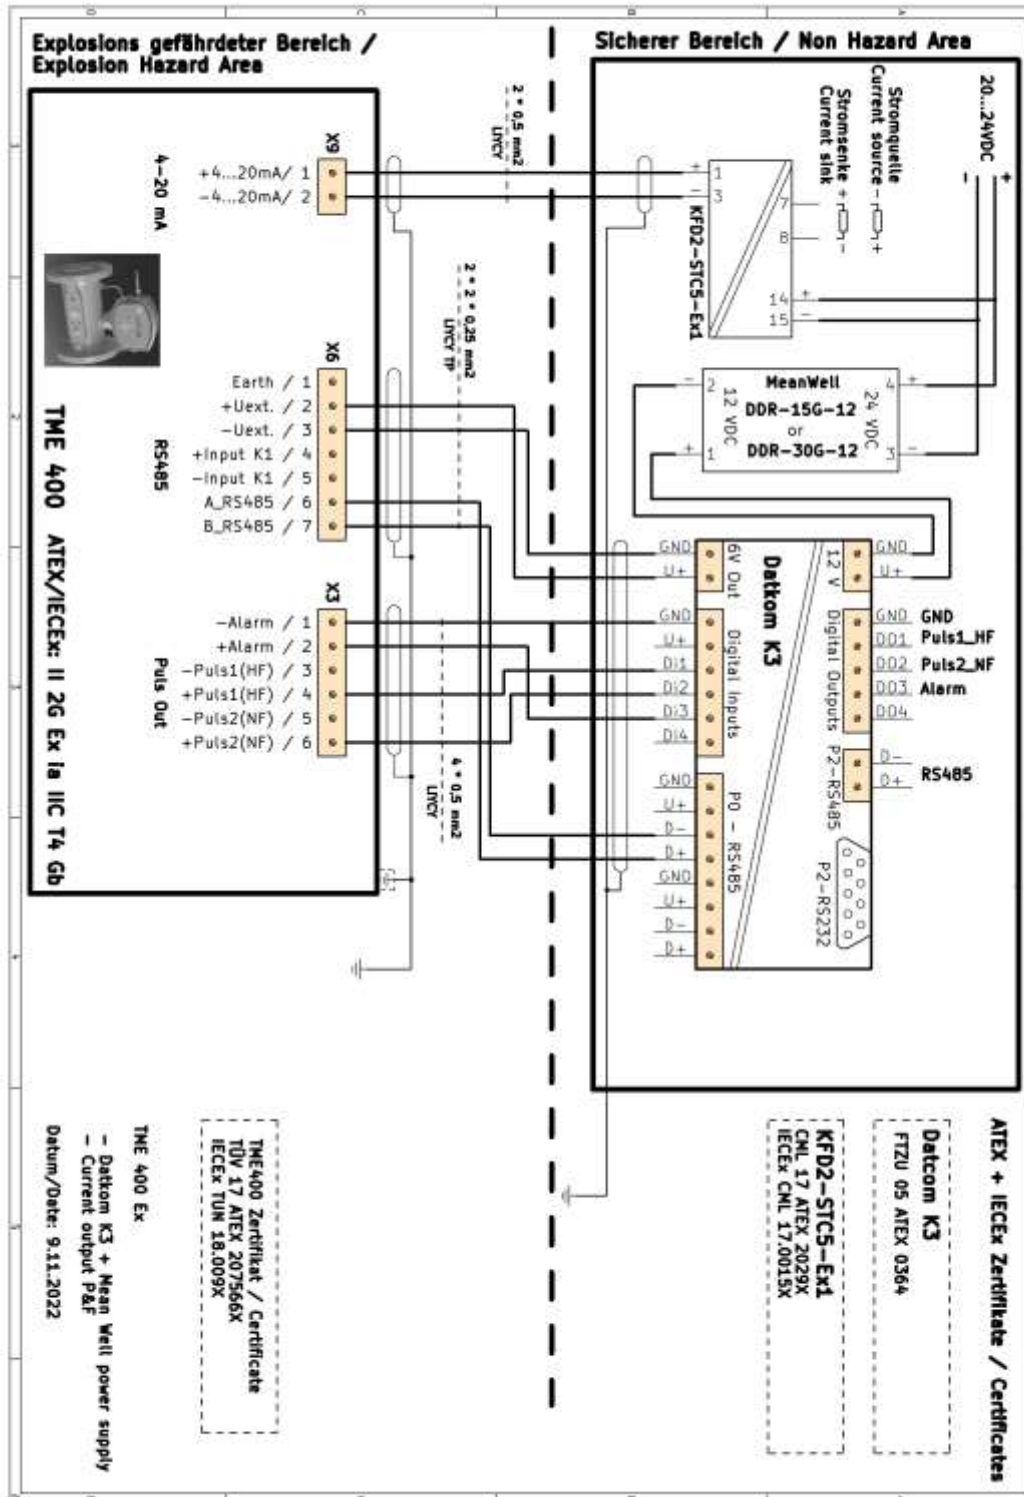 Explosions gefährdeter Bereich /
Explosion Hazard Area
Sicherer Bereich / Non Hazard Area
X9
+4...20mA/ 1
-4...20mA/ 2
4-20 mA
2 * 0,5 mm2
LIYCY
X6
Earth / 1
+Uext. / 2
-Uext. / 3
+Input K1 / 4
-Input K1 / 5
A_RS485 / 6
B_RS485 / 7
RS485
2 * 2 * 0,25 mm2
LIYCY TP
X3
-Alarm / 1
+Alarm / 2
-Puls1(HF) / 3
+Puls1(HF) / 4
-Puls2(NF) / 5
+Puls2(NF) / 6
Puls Out
4 * 0,5 mm2
LIYCY
TME 400 ATEX/IECEx: II 2G Ex ia IIC T4 Gb
20...24VDC
- +
Stromquelle
Current source - +
Stromsenke
Current sink + -
+ 1
- 3
7
8
14 +
15 -
KFD2-STC5-Ex1
- 2
+ 1
12 VDC
MeanWell
DDR-15G-12
or
DDR-30G-12
24 VDC
4 +
3 -
Datkom K3
GND
U+
6V Out
GND
U+
Di1
Di2
Di3
Di4
Digital Inputs
GND
U+
D-
D+
GND
U+
D-
D+
P0 - RS485
12 V
GND
U+
Digital Outputs
GND GND
DO1 Puls1_HF
DO2 Puls2_NF
DO3 Alarm
DO4
P2-RS485
D-
D+
RS485
P2-RS232
ATEX + IECEx Zertifikate / Certificates
Datcom K3
FTZU 05 ATEX 0364
KFD2-STC5-Ex1
CML 17 ATEX 2029X
IECEx CML 17.0015X
TME400 Zertifikat / Certificate
TÜV 17 ATEX 207566X
IECEx TUN 18.009X
TME 400 Ex
- Datkom K3 + Mean Well power supply
- Current output P&F
Datum/Date: 9.11.2022